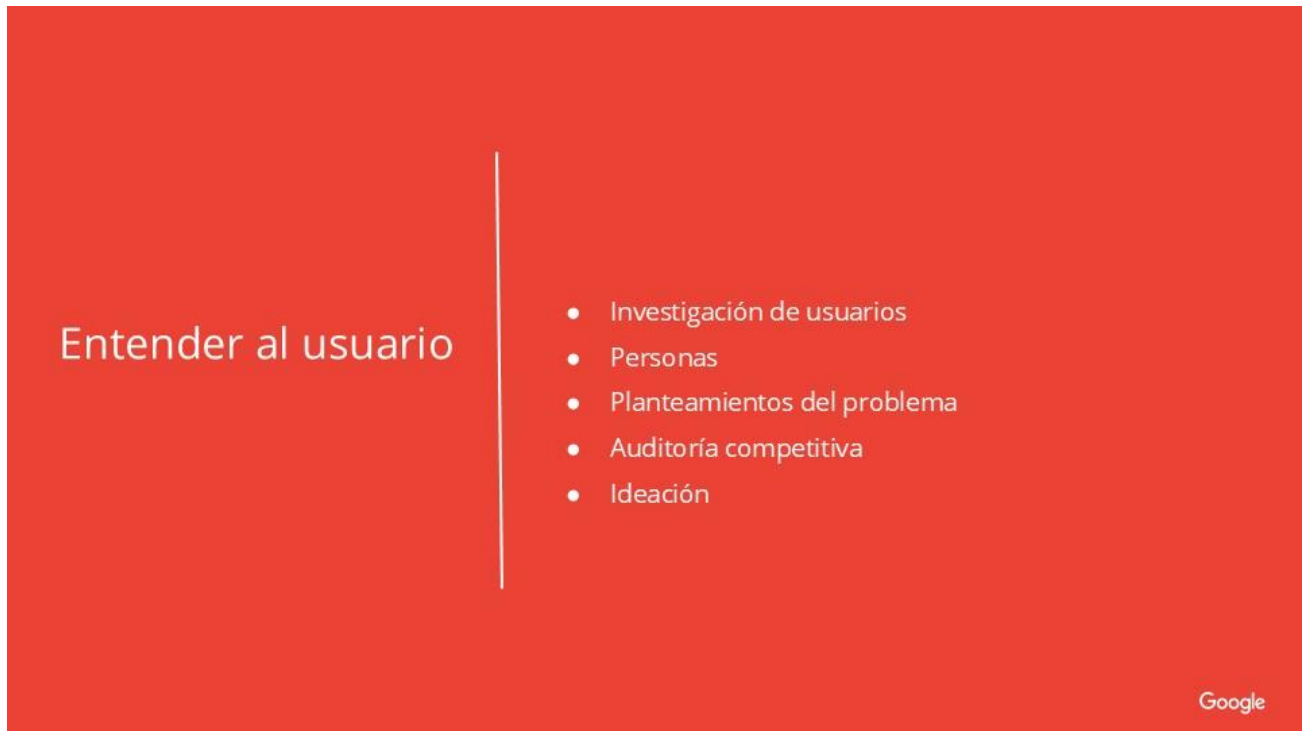 Entender al usuario
● Investigación de usuarios
● Personas
● Planteamientos del problema
● Auditoría competitiva
● Ideación
Google